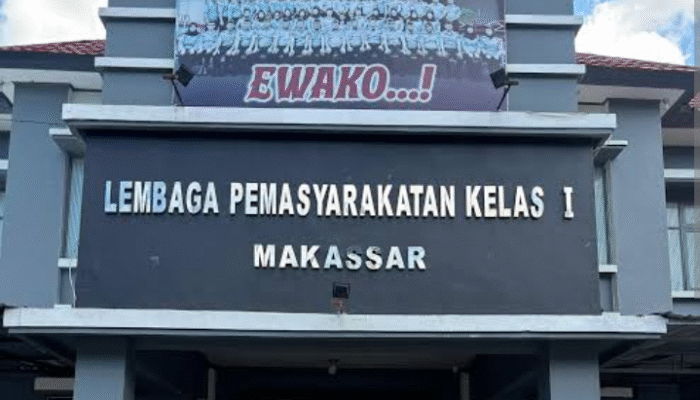 EWAKO...!
LEMBAGA PEMASYARAKATAN KELAS I
MAKASSAR